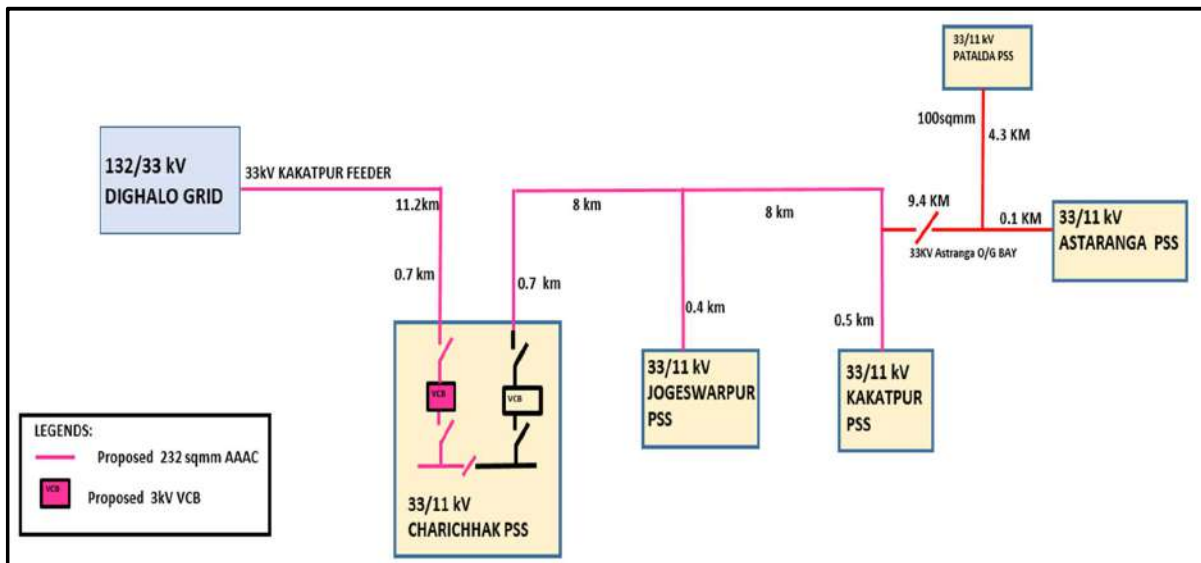 33/11 kV
PATALDA PSS
100sqmm
4.3 KM
132/33 kV
DIGHALO GRID
33kV KAKATPUR FEEDER
11.2km
8 km
8 km
9.4 KM
0.1 KM
33KV Astranga O/G BAY
33/11 kV
ASTARANGA PSS
0.7 km
0.7 km
0.4 km
0.5 km
VCB
VCB
33/11 kV
CHARICHHAK PSS
33/11 kV
JOGESWARPUR
PSS
33/11 kV
KAKATPUR
PSS
LEGENDS:
Proposed 232 sqmm AAAC
VCB
Proposed 3kV VCB